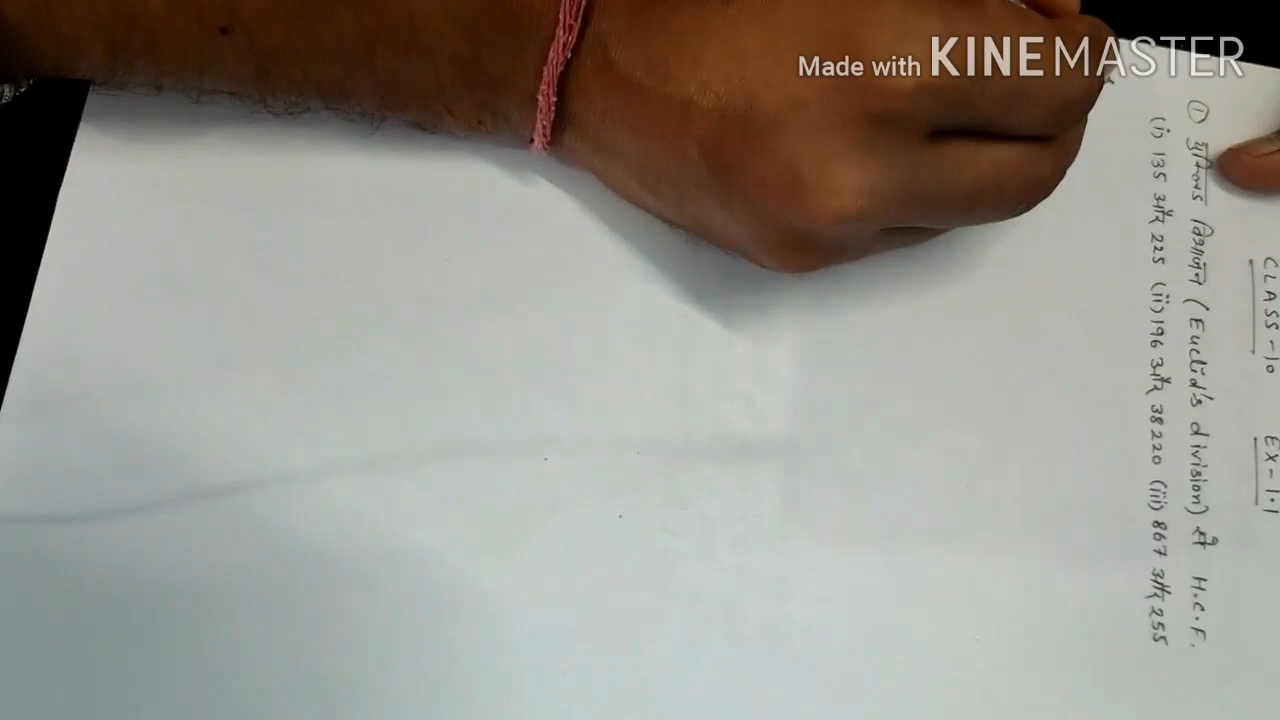 Made with KINEMASTER
CLASS-10 EX-1.1
① युक्लिड विभाजन (Euclid's division) से H.C.F.
(i) 135 और 225 (ii) 196 और 38220 (iii) 867 और 255